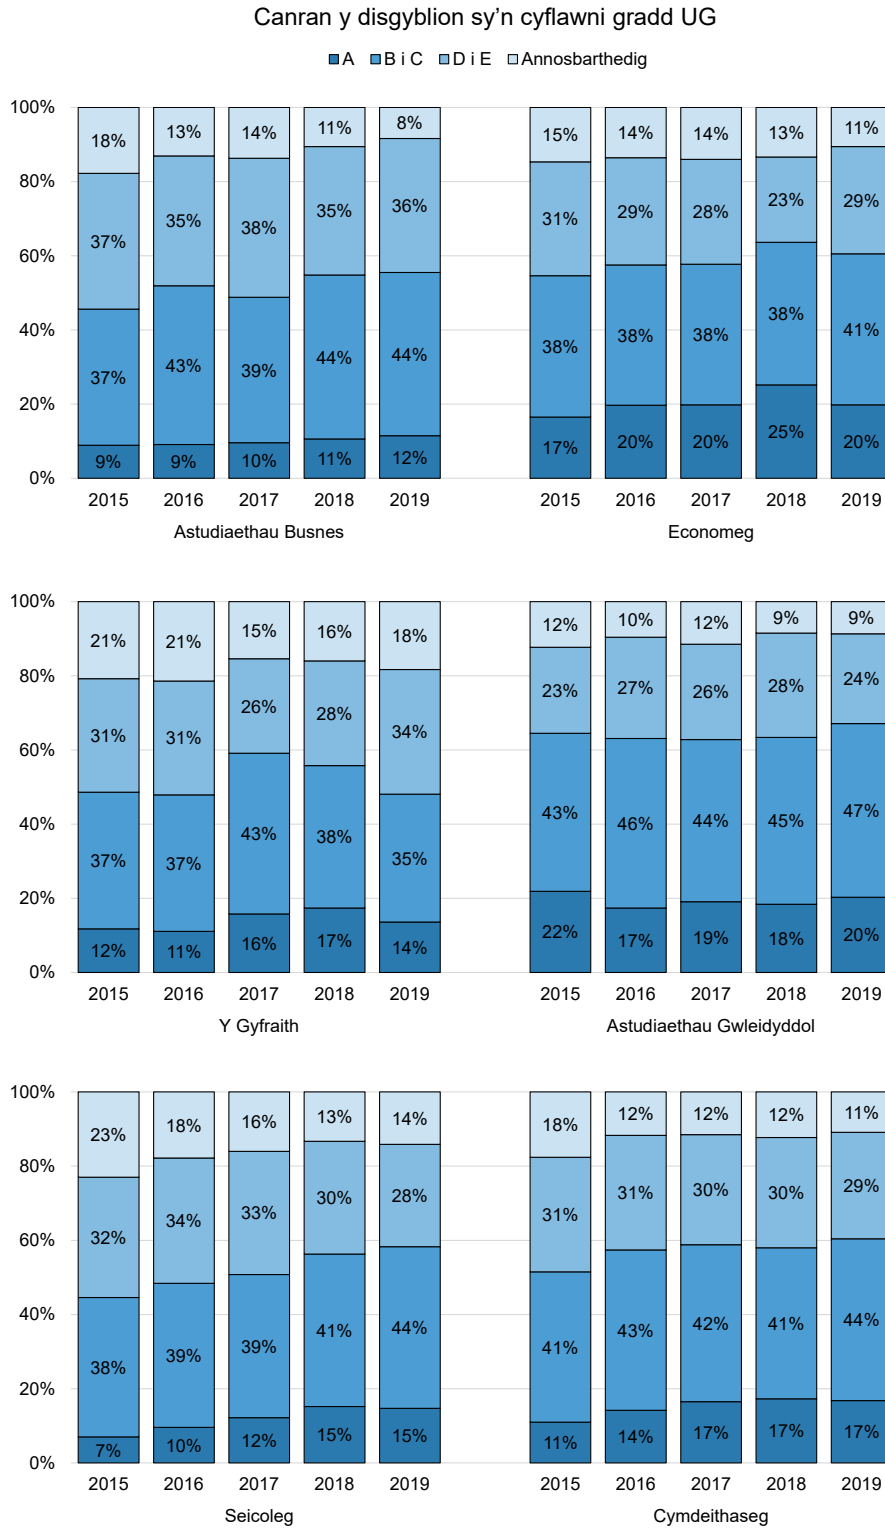 Canran y disgyblion sy'n cyflawni gradd UG
A B i C D i E Annosbarthedig
100% 18% 13% 14% 11% 8%
80% 37% 35% 38% 35% 36%
60%
40% 37% 43% 39% 44% 44%
20%
0% 9% 9% 10% 11% 12%
2015 2016 2017 2018 2019
Astudiaethau Busnes
15% 14% 14% 13% 11%
31% 29% 28% 23% 29%
38% 38% 38% 38% 41%
17% 20% 20% 25% 20%
2015 2016 2017 2018 2019
Economeg
100% 21% 21% 15% 16% 18%
80% 31% 31% 26% 28% 34%
60%
40% 37% 37% 43% 38% 35%
20%
0% 12% 11% 16% 17% 14%
2015 2016 2017 2018 2019
Y Gyfraith
12% 10% 12% 9% 9%
23% 27% 26% 28% 24%
43% 46% 44% 45% 47%
22% 17% 19% 18% 20%
2015 2016 2017 2018 2019
Astudiaethau Gwleidyddol
100% 23% 18% 16% 13% 14%
80% 32% 34% 33% 30% 28%
60%
40% 38% 39% 39% 41% 44%
20%
0% 7% 10% 12% 15% 15%
2015 2016 2017 2018 2019
Seicoleg
18% 12% 12% 12% 11%
31% 31% 30% 30% 29%
41% 43% 42% 41% 44%
11% 14% 17% 17% 17%
2015 2016 2017 2018 2019
Cymdeithaseg